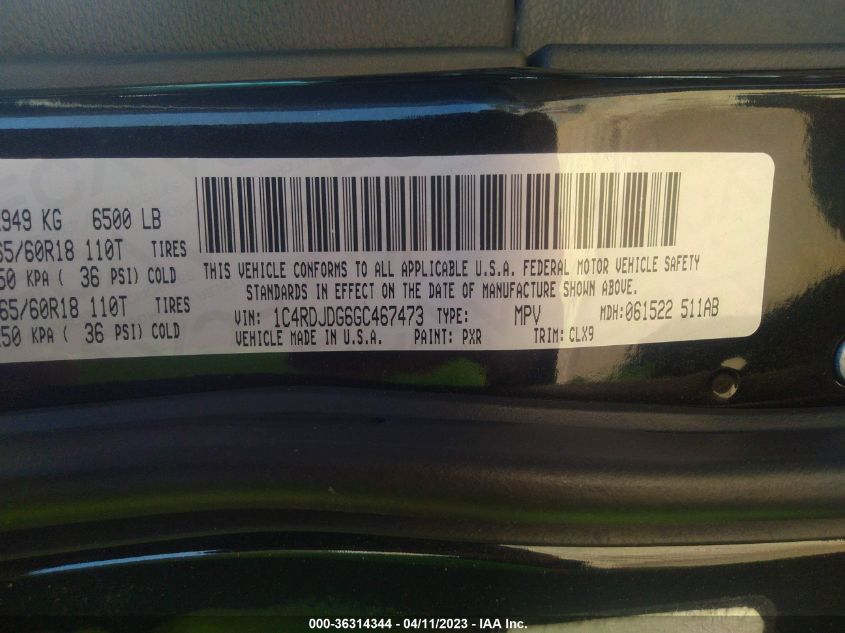 949 KG 6500 LB
65/60R18 110T TIRES
50 KPA ( 36 PSI) COLD
65/60R18 110T TIRES
250 KPA ( 36 PSI) COLD
THIS VEHICLE CONFORMS TO ALL APPLICABLE U.S.A. FEDERAL MOTOR VEHICLE SAFETY
STANDARDS IN EFFECT ON THE DATE OF MANUFACTURE SHOWN ABOVE.
VIN: 1C4RDJDG6GC467473 TYPE: MPV MDH: 061522 511AB
VEHICLE MADE IN U.S.A. PAINT: PXR TRIM: CLX9
000-36314344 - 04/11/2023 - IAA Inc.